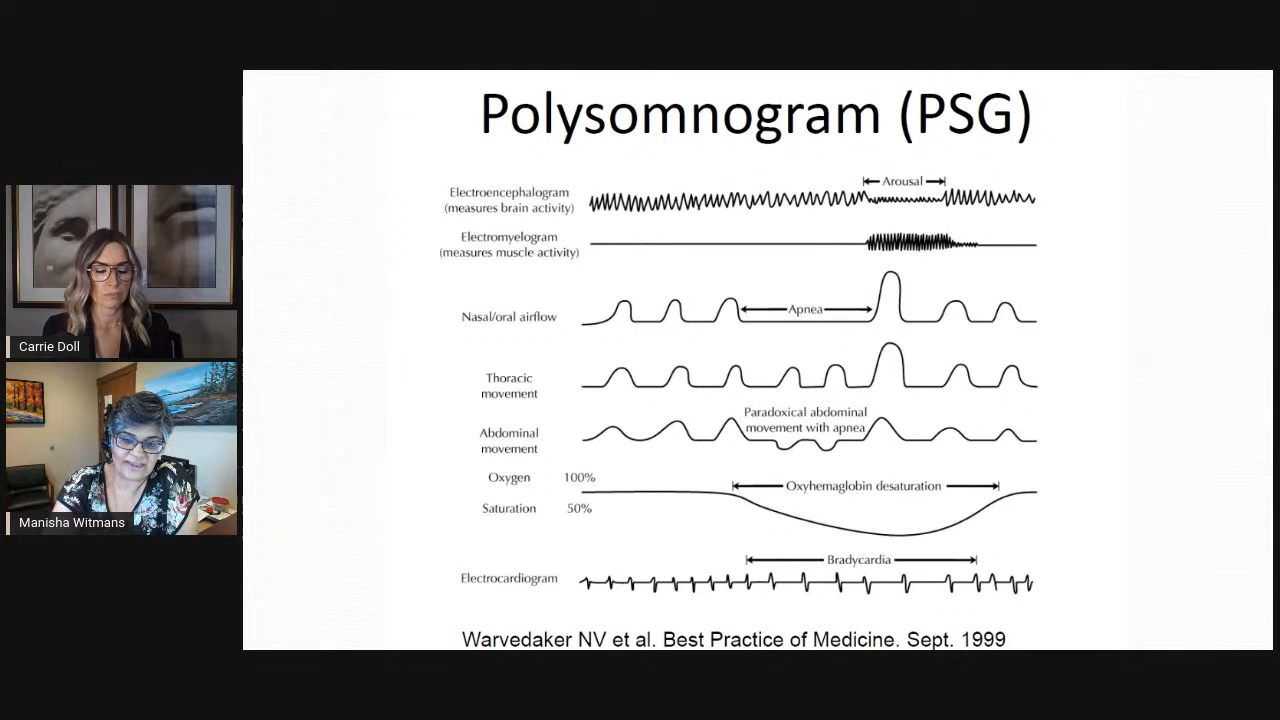 Polysomnogram (PSG)
Arousal
Electroencephalogram
(measures brain activity)
Electromyelogram
(measures muscle activity)
Nasal/oral airflow
Apnea
Thoracic
movement
Abdominal
movement
Paradoxical abdominal
movement with apnea
Oxygen 100%
Saturation 50%
Oxyhemaglobin desaturation
Bradycardia
Electrocardiogram
Warvedaker NV et al. Best Practice of Medicine. Sept. 1999
Carrie Doll
Manisha Witmans